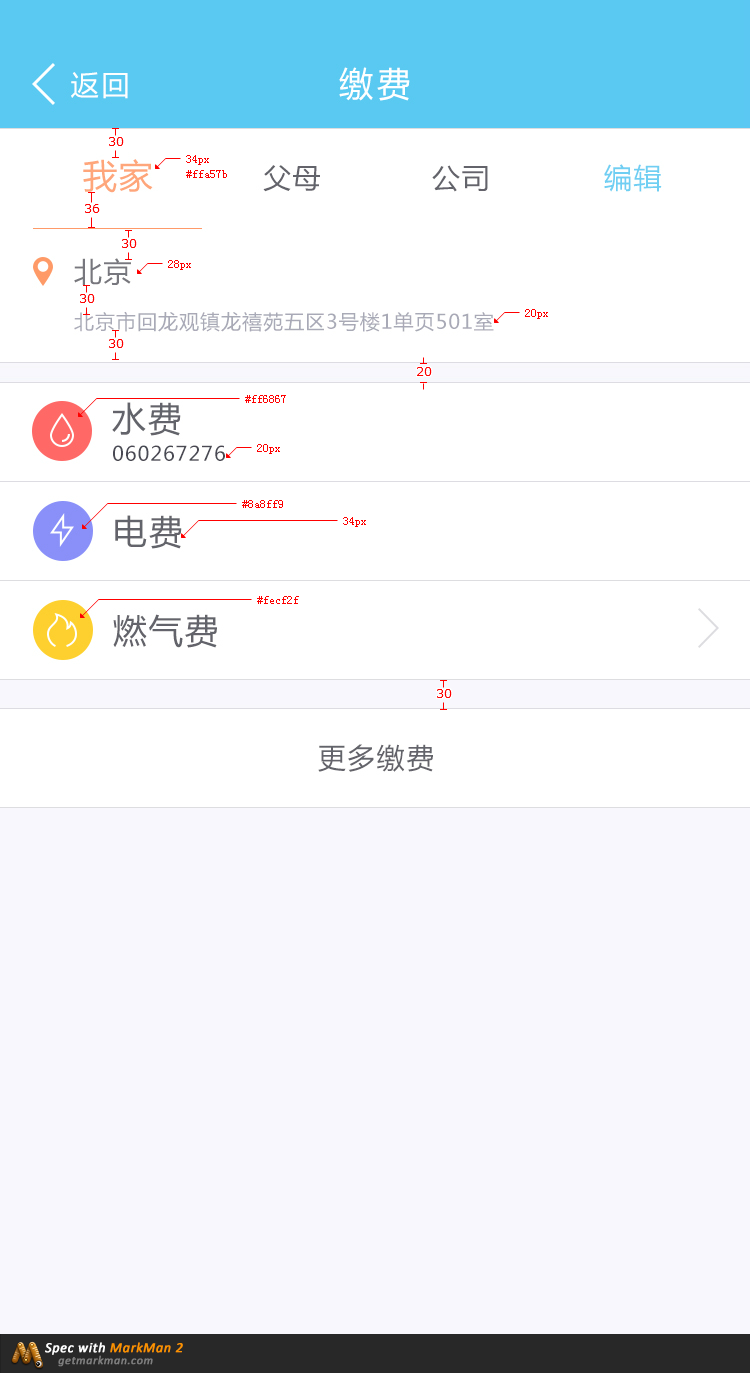 返回
缴费
30
我家
34px
#ffa57b
父母
公司
编辑
36
30
北京
28px
30
北京市回龙观镇龙禧苑五区3号楼1单页501室
20px
30
20
#ff6867
水费
060267276
20px
#8a8ff9
电费
34px
#fecf2f
燃气费
30
更多缴费
Spec with MarkMan 2
getmarkman.com